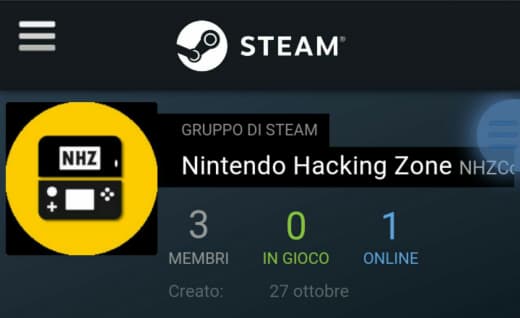 STEAM®
GRUPPO DI STEAM
NHZ
Nintendo Hacking Zone NHZCo
3 0 1
MEMBRI IN GIOCO ONLINE
Creato: 27 ottobre